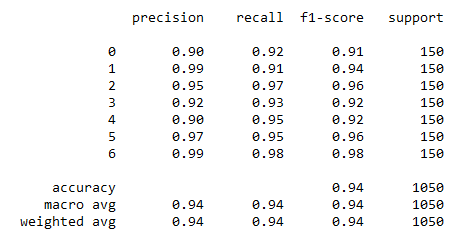 precision recall f1-score support
0 0.90 0.92 0.91 150
1 0.99 0.91 0.94 150
2 0.95 0.97 0.96 150
3 0.92 0.93 0.92 150
4 0.90 0.95 0.92 150
5 0.97 0.95 0.96 150
6 0.99 0.98 0.98 150
accuracy 0.94 1050
macro avg 0.94 0.94 0.94 1050
weighted avg 0.94 0.94 0.94 1050